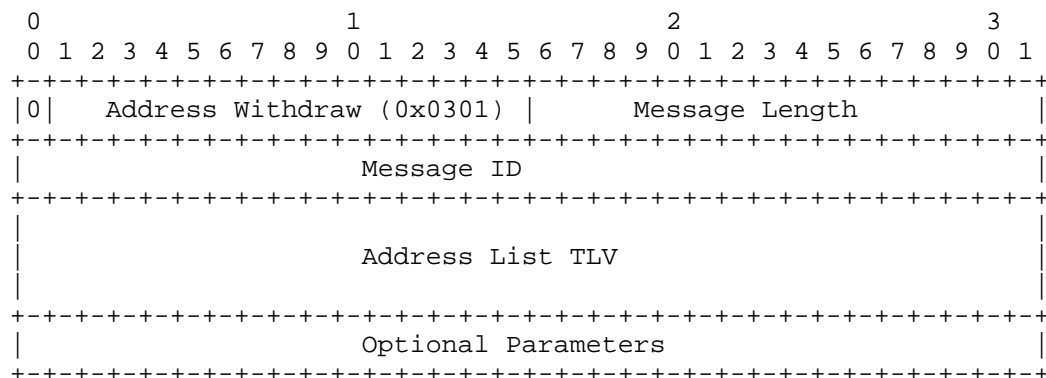 0                   1                   2                   3
 0 1 2 3 4 5 6 7 8 9 0 1 2 3 4 5 6 7 8 9 0 1 2 3 4 5 6 7 8 9 0 1
+-+-+-+-+-+-+-+-+-+-+-+-+-+-+-+-+-+-+-+-+-+-+-+-+-+-+-+-+-+-+-+-+
|0|   Address Withdraw (0x0301) |      Message Length           |
+-+-+-+-+-+-+-+-+-+-+-+-+-+-+-+-+-+-+-+-+-+-+-+-+-+-+-+-+-+-+-+-+
|                     Message ID                                |
+-+-+-+-+-+-+-+-+-+-+-+-+-+-+-+-+-+-+-+-+-+-+-+-+-+-+-+-+-+-+-+-+
|                                                               |
|                     Address List TLV                          |
|                                                               |
+-+-+-+-+-+-+-+-+-+-+-+-+-+-+-+-+-+-+-+-+-+-+-+-+-+-+-+-+-+-+-+-+
|                     Optional Parameters                       |
+-+-+-+-+-+-+-+-+-+-+-+-+-+-+-+-+-+-+-+-+-+-+-+-+-+-+-+-+-+-+-+-+